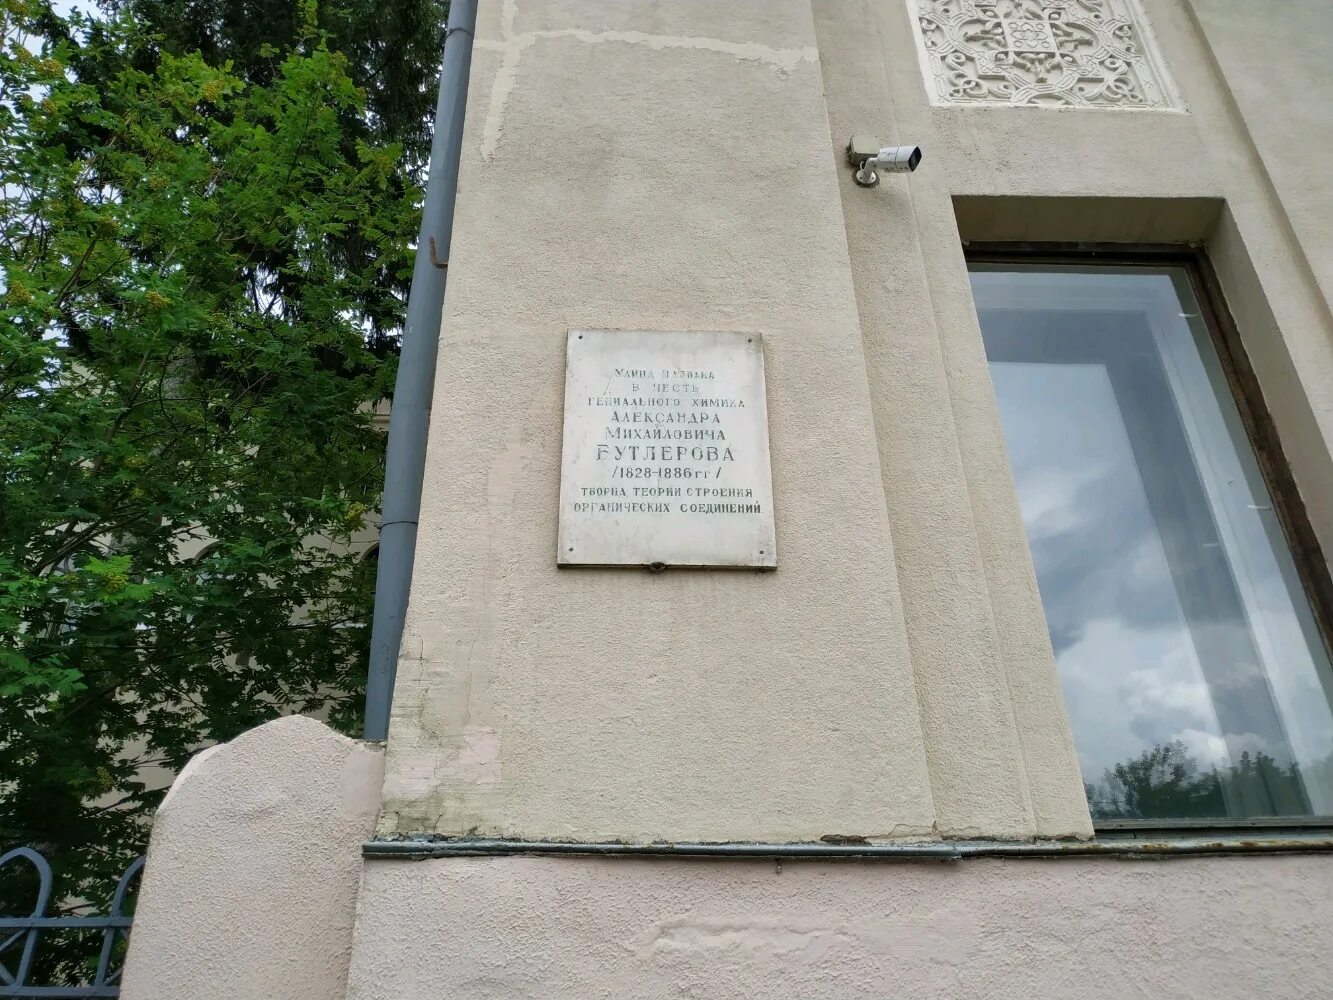 Улица названа
в честь
гениального химика
Александра
Михайловича
Бутлерова
/1828-1886 гг/
творца теории строения
органических соединений